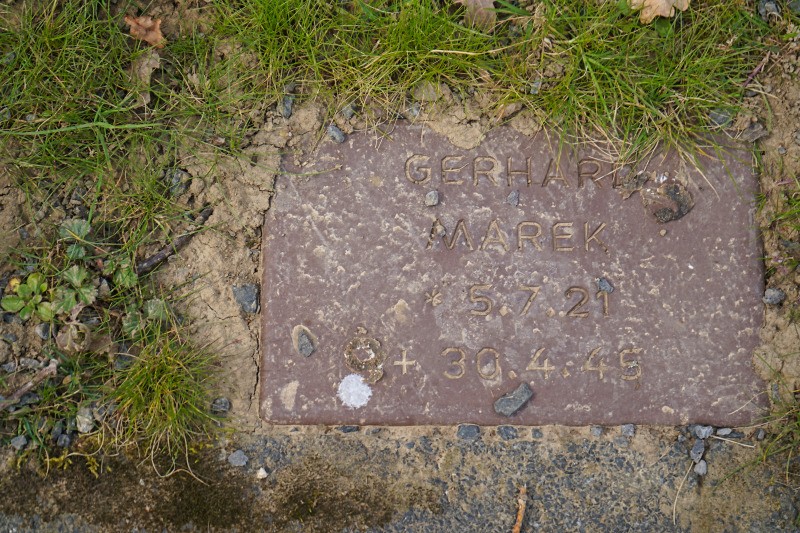 GERHARD
MAREK
* 5.7.21
+ 30.4.45